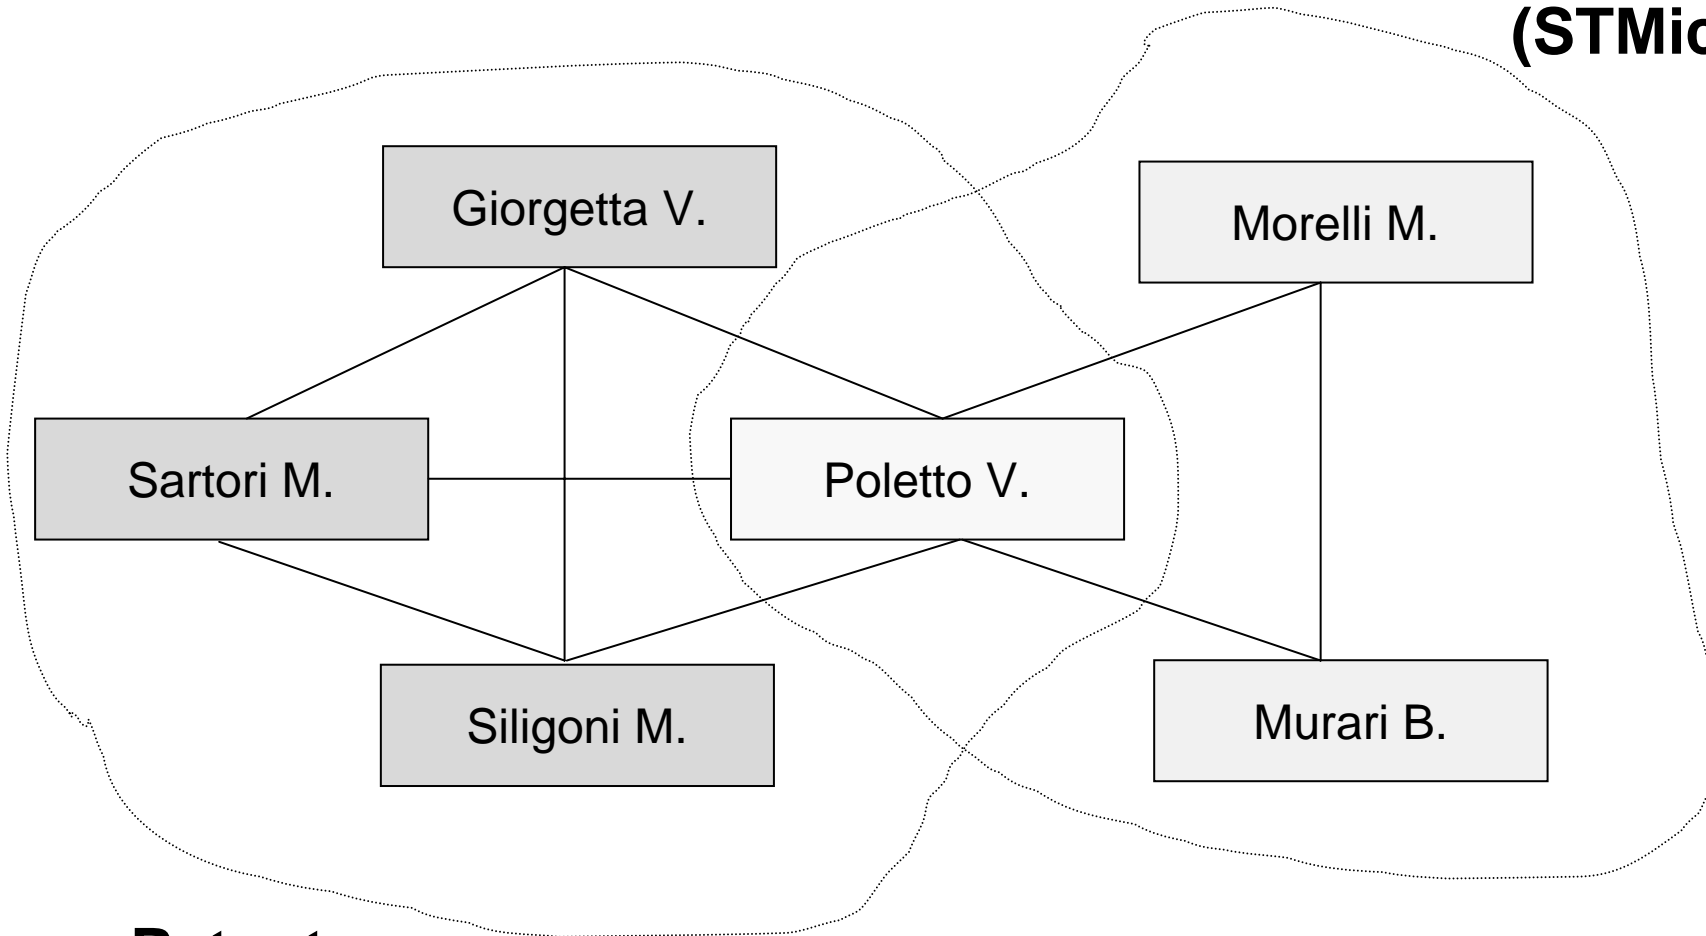 (STMic
Giorgetta V.
Morelli M.
Sartori M.
Poletto V.
Siligoni M.
Murari B.